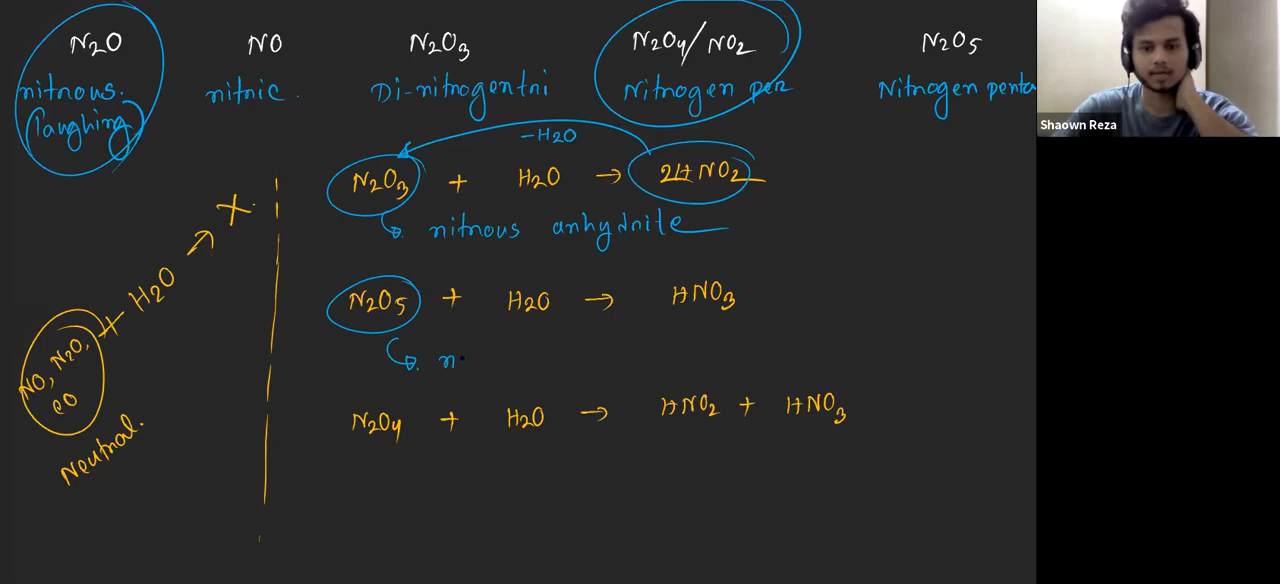 N2O NO N2O3 N2O4/NO2 N2O5
nitrous. nitric. Di-nitrogentri Nitrogen per Nitrogen penta
(laughing)
Shaown Reza
-H2O
N2O3 + H2O → 2HNO2
nitrous anhydrite
X
N2O5 + H2O → HNO3
n
N2O4 + H2O → HNO2 + HNO3
NO, N2O, CO + H2O →
Neutral.